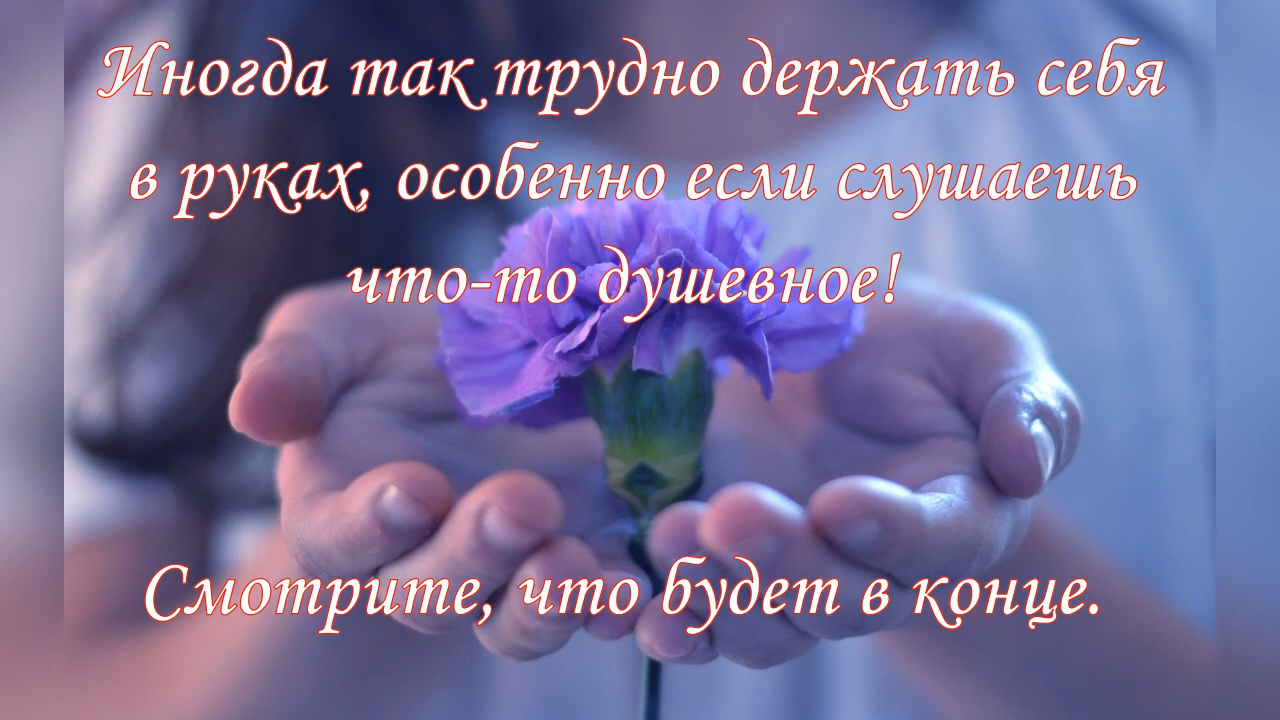 Иногда так трудно держать себя
в руках, особенно если слушаешь
что-то душевное!
Смотрите, что будет в конце.